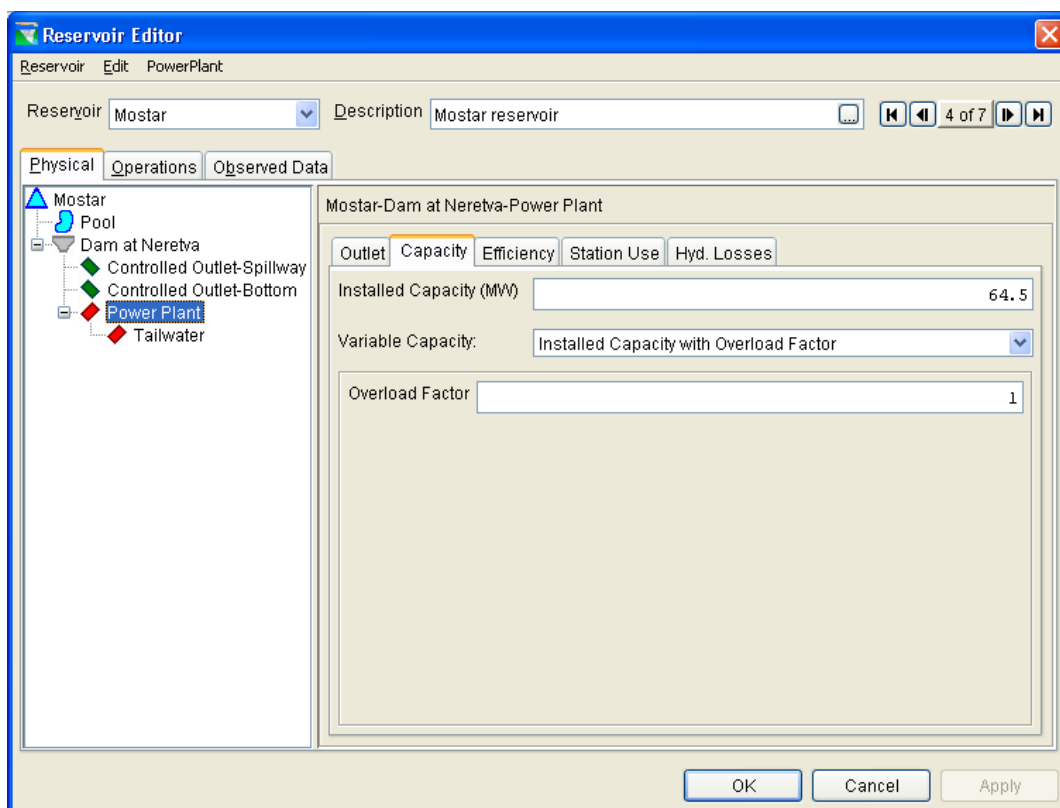 Reservoir Editor
Reservoir Edit PowerPlant
Reservoir Mostar Description Mostar reservoir ... 4 of 7
Physical Operations Observed Data
Mostar
Pool
Dam at Neretva
Controlled Outlet-Spillway
Controlled Outlet-Bottom
Power Plant
Tailwater
Mostar-Dam at Neretva-Power Plant
Outlet Capacity Efficiency Station Use Hyd. Losses
Installed Capacity (MW) 64.5
Variable Capacity: Installed Capacity with Overload Factor
Overload Factor 1
OK Cancel Apply